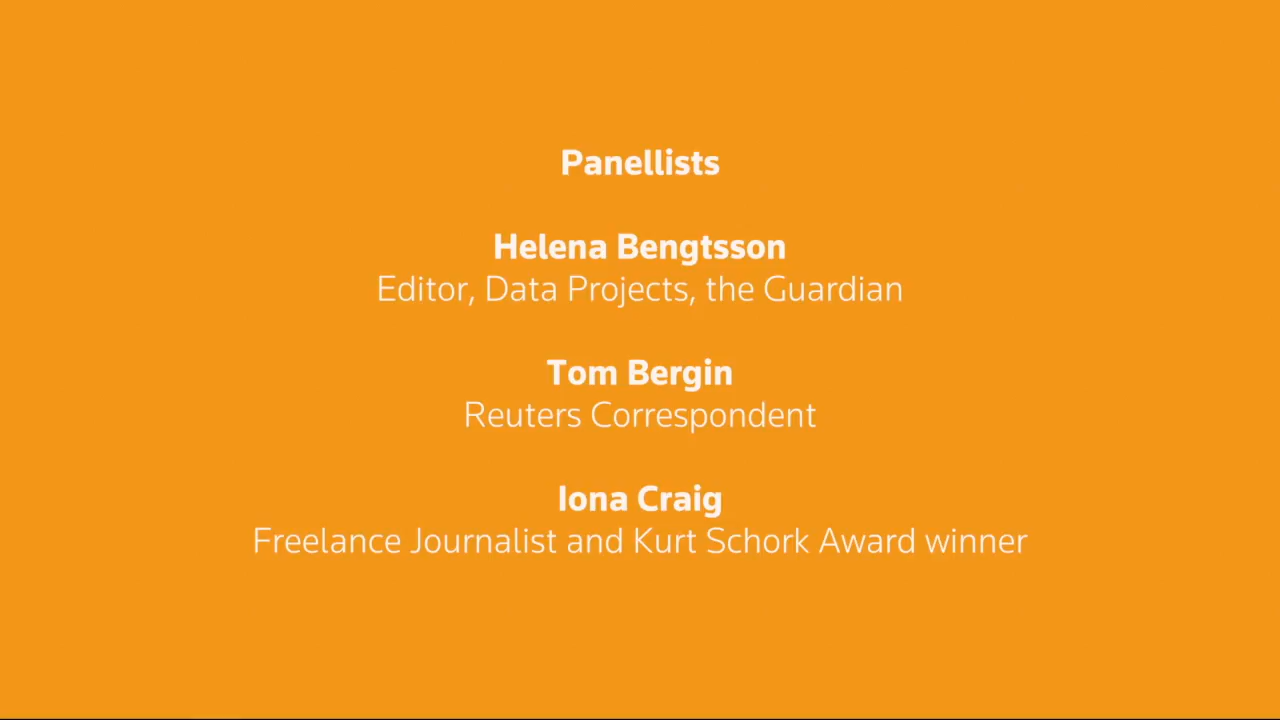 Panellists
Helena Bengtsson
Editor, Data Projects, the Guardian
Tom Bergin
Reuters Correspondent
Iona Craig
Freelance Journalist and Kurt Schork Award winner